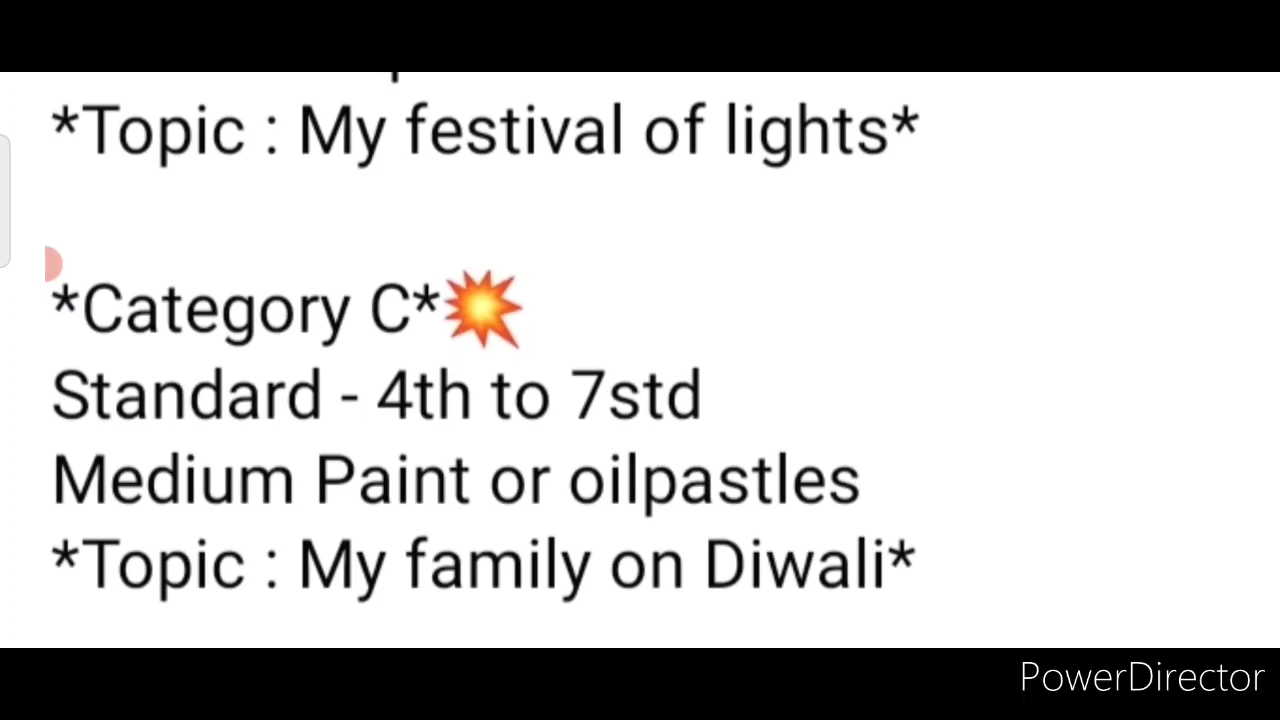 *Topic : My festival of lights*
*Category C*💥
Standard - 4th to 7std
Medium Paint or oilpastles
*Topic : My family on Diwali*
PowerDirector